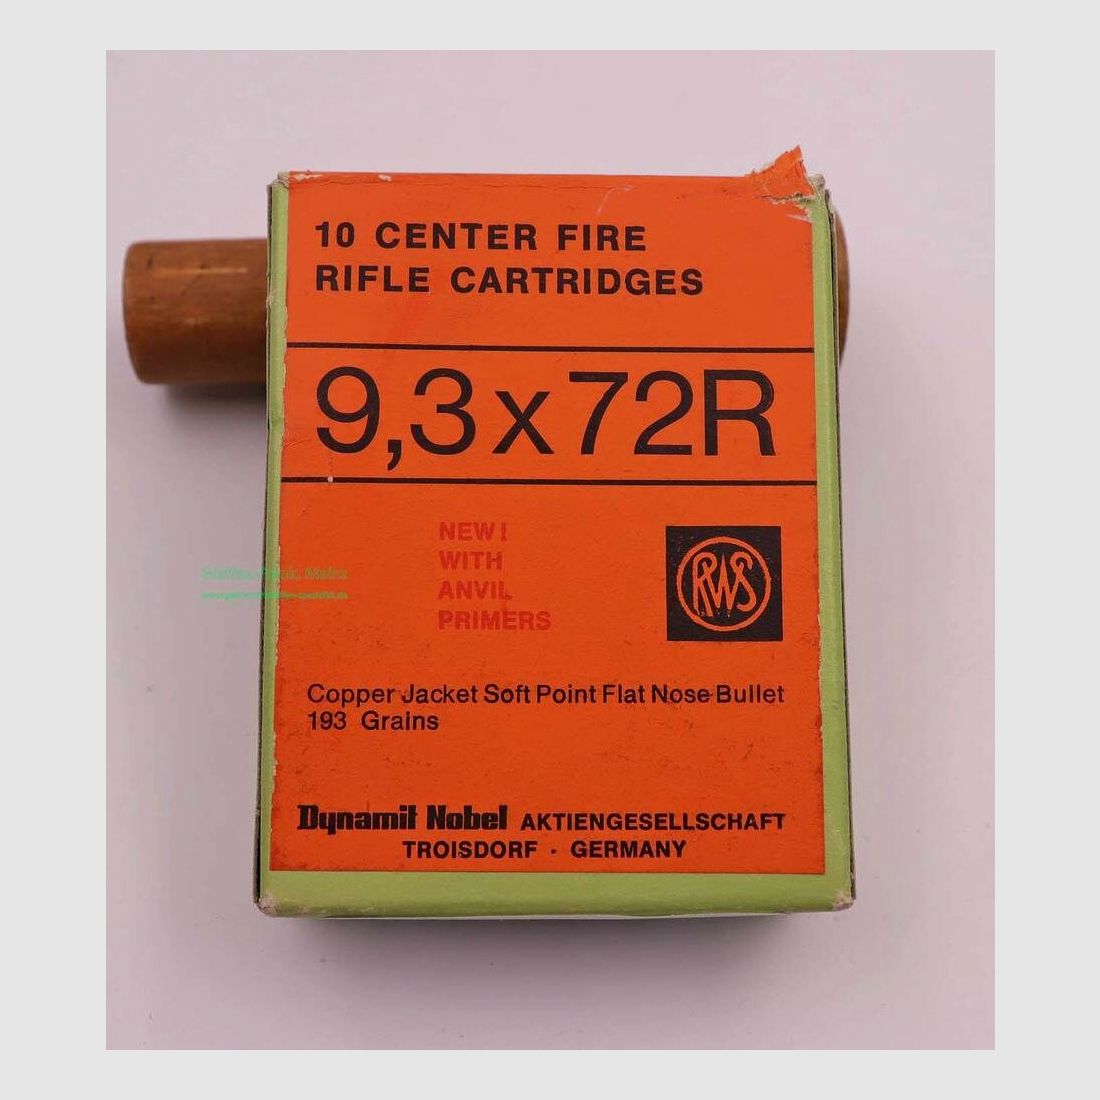 10 CENTER FIRE
RIFLE CARTRIDGES
9,3x72R
NEW!
WITH
ANVIL
PRIMERS
RWS
Copper Jacket Soft Point Flat Nose Bullet
193 Grains
Dynamit Nobel AKTIENGESELLSCHAFT
TROISDORF · GERMANY